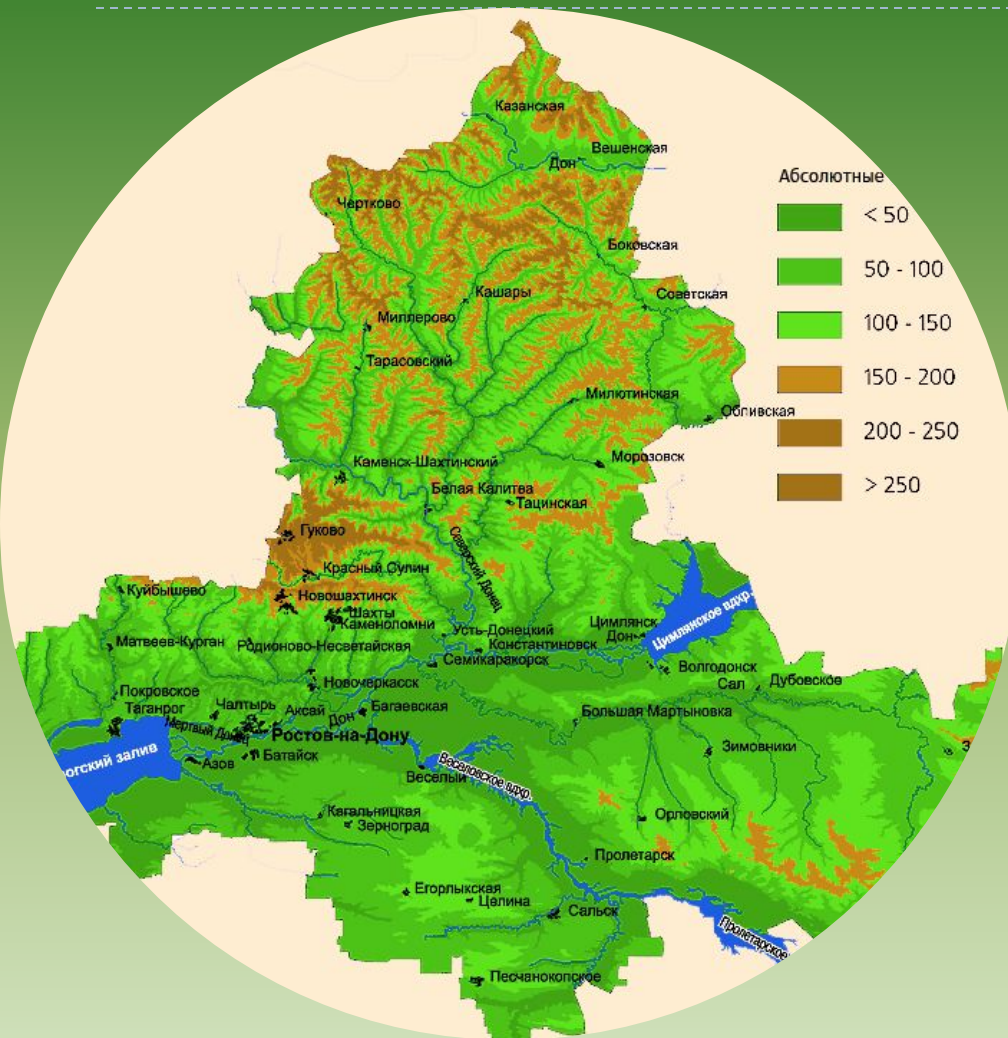 Казанская
Вешенская
Дон
Чертково
Боковская
Советская
Кашары
Миллерово
Тарасовский
Милютинская
Обливская
Морозовск
Каменск-Шахтинский
Белая Калитва
Тацинская
Гуково
Северский Донец
Красный Сулин
Куйбышево
Новошахтинск
Шахты
Каменоломни
Усть-Донецкий
Цимлянск
Дон
Цимлянское вдхр.
Матвеев-Курган
Родионово-Несветайская
Константиновск
Семикаракорск
Волгодонск
Сал
Дубовское
Новочеркасск
Покровское
Таганрог
Чалтырь
Аксай
Дон
Багаевская
Большая Мартыновка
Мертвый Донец
Ростов-на-Дону
Зимовники
огский залив
Азов
Батайск
Веселый
Веселовское вдхр.
Кагальницкая
Зерноград
Орловский
Пролетарск
Егорлыкская
Целина
Сальск
Пролетарское
Песчанокопское
Абсолютные
< 50
50 - 100
100 - 150
150 - 200
200 - 250
> 250